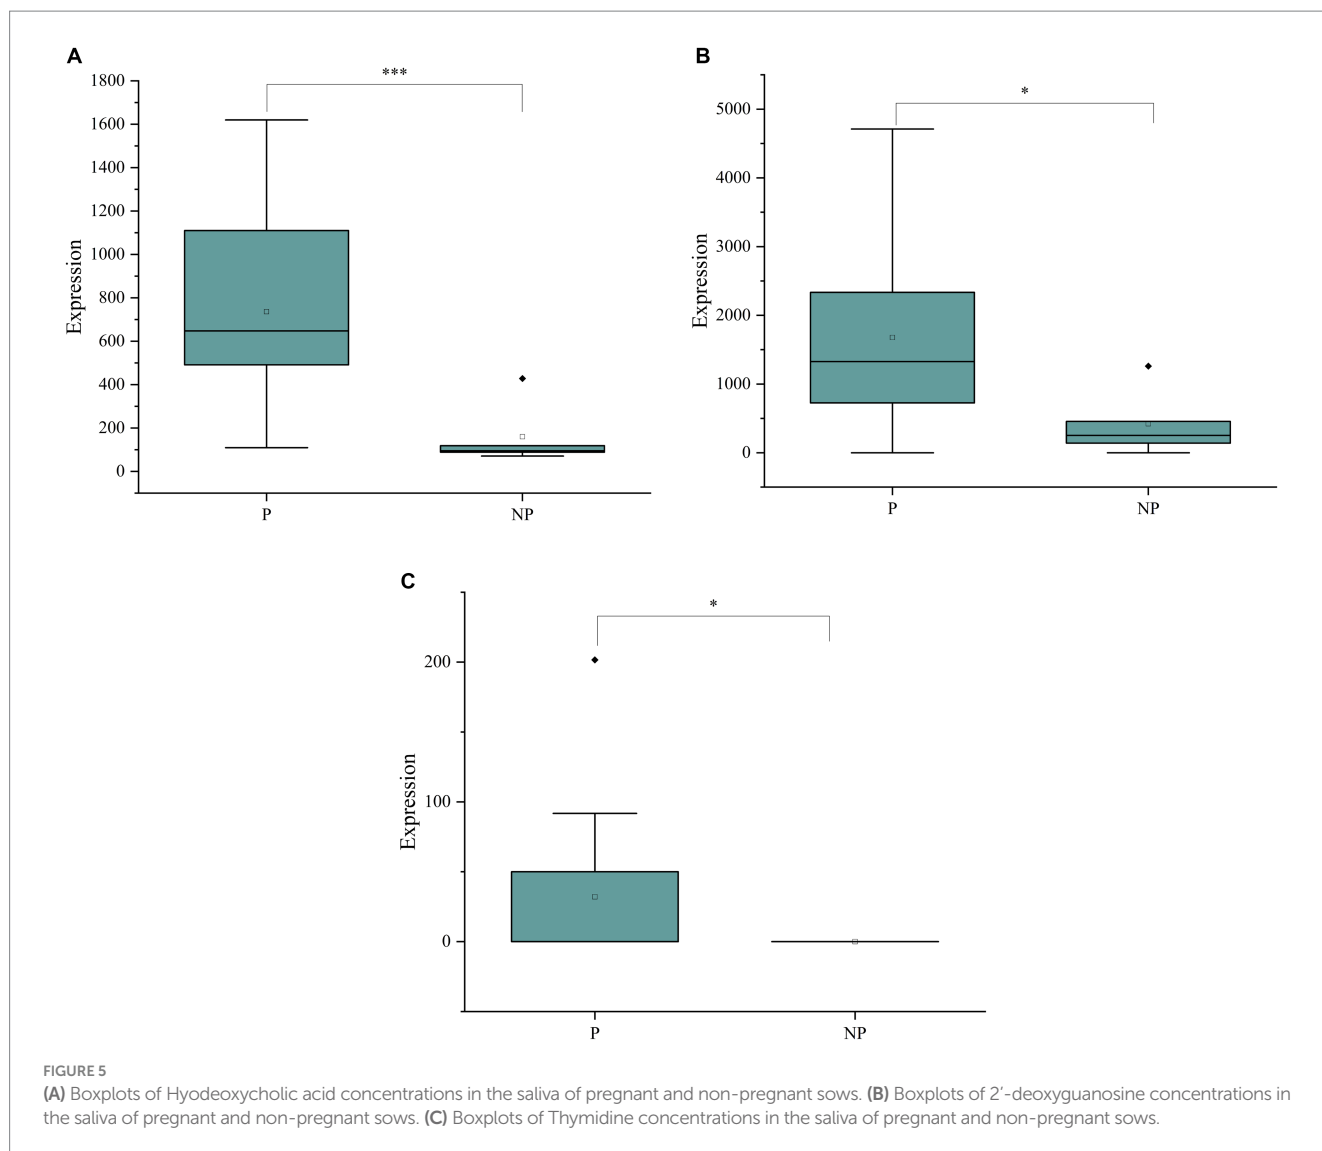 A
B
***
*
1800
1600
1400
1200
1000
800
600
400
200
0
Expression
P
NP
5000
4000
3000
2000
1000
0
Expression
P
NP
C
*
200
100
0
Expression
P
NP
FIGURE 5
(A) Boxplots of Hyodeoxycholic acid concentrations in the saliva of pregnant and non-pregnant sows. (B) Boxplots of 2′-deoxyguanosine concentrations in
the saliva of pregnant and non-pregnant sows. (C) Boxplots of Thymidine concentrations in the saliva of pregnant and non-pregnant sows.